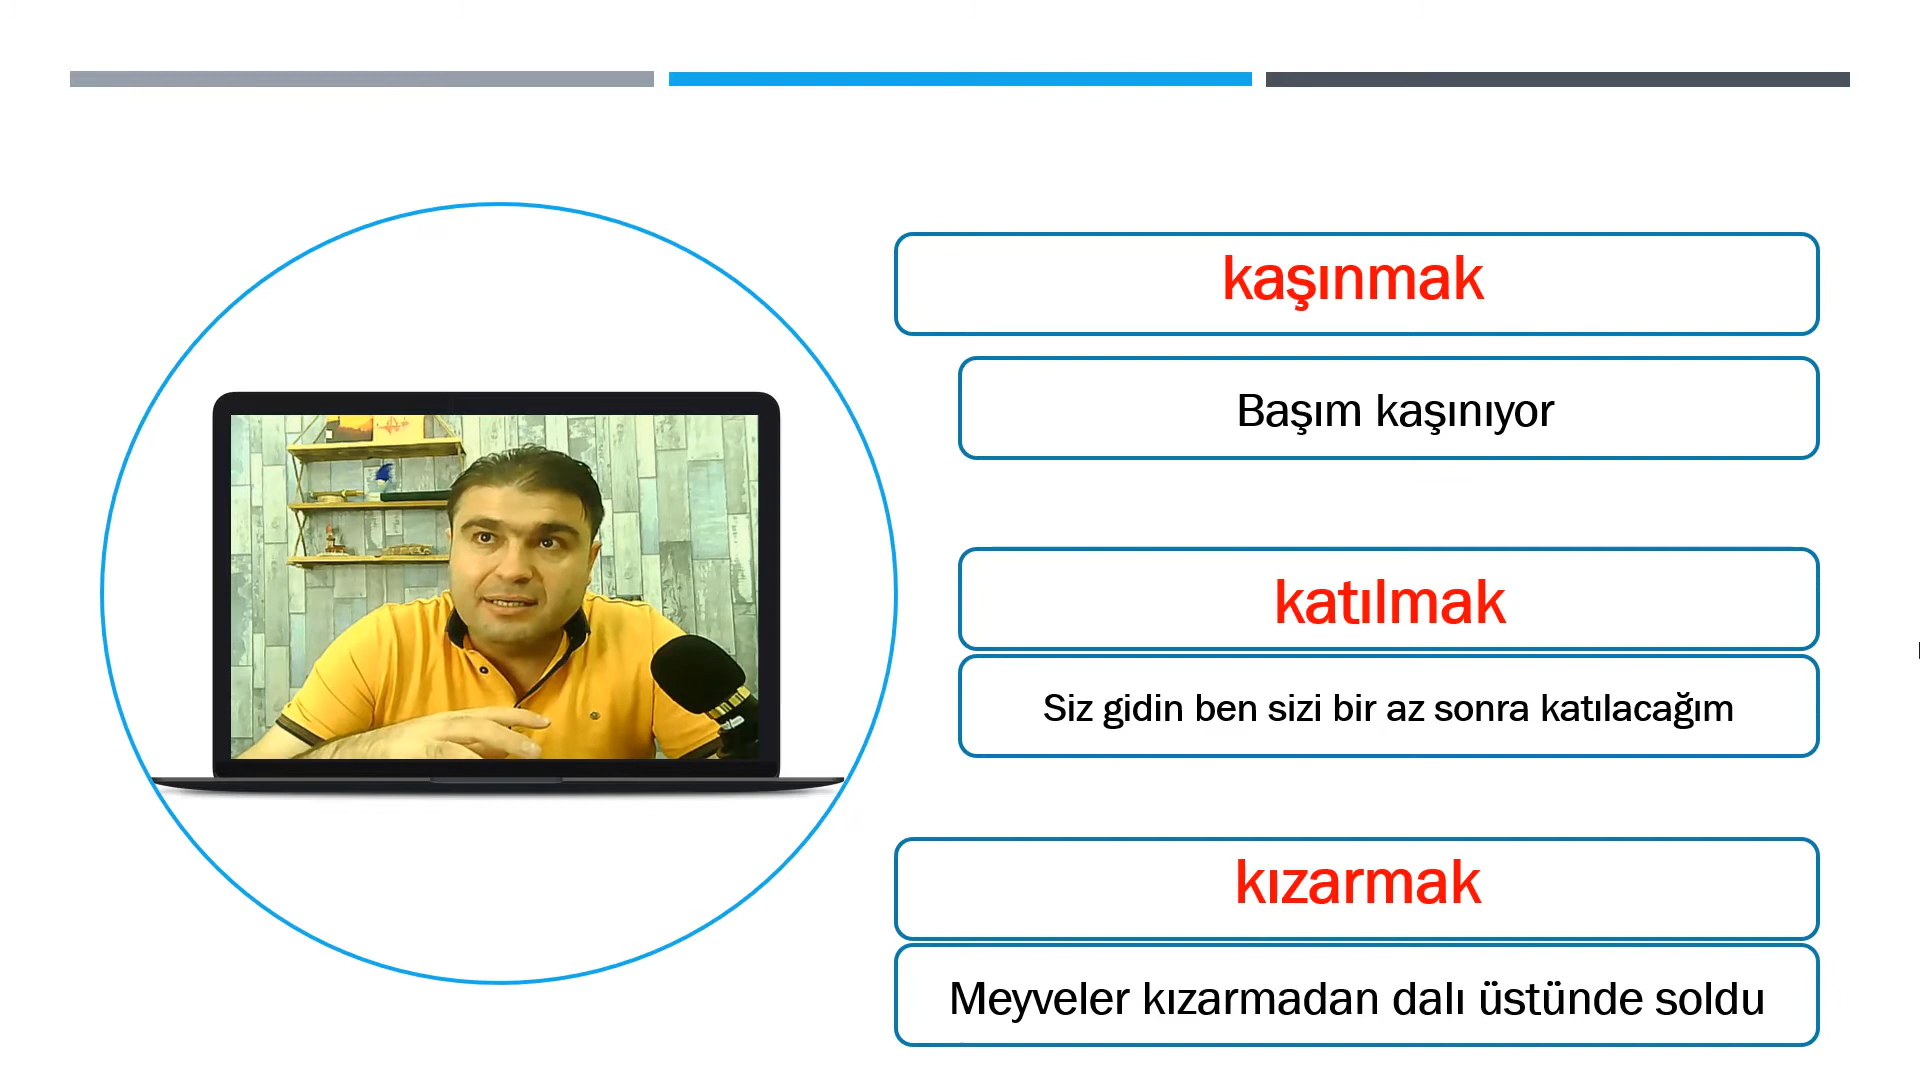 kaşınmak
Başım kaşınıyor
katılmak
Siz gidin ben sizi bir az sonra katılacağım
kızarmak
Meyveler kızarmadan dalı üstünde soldu